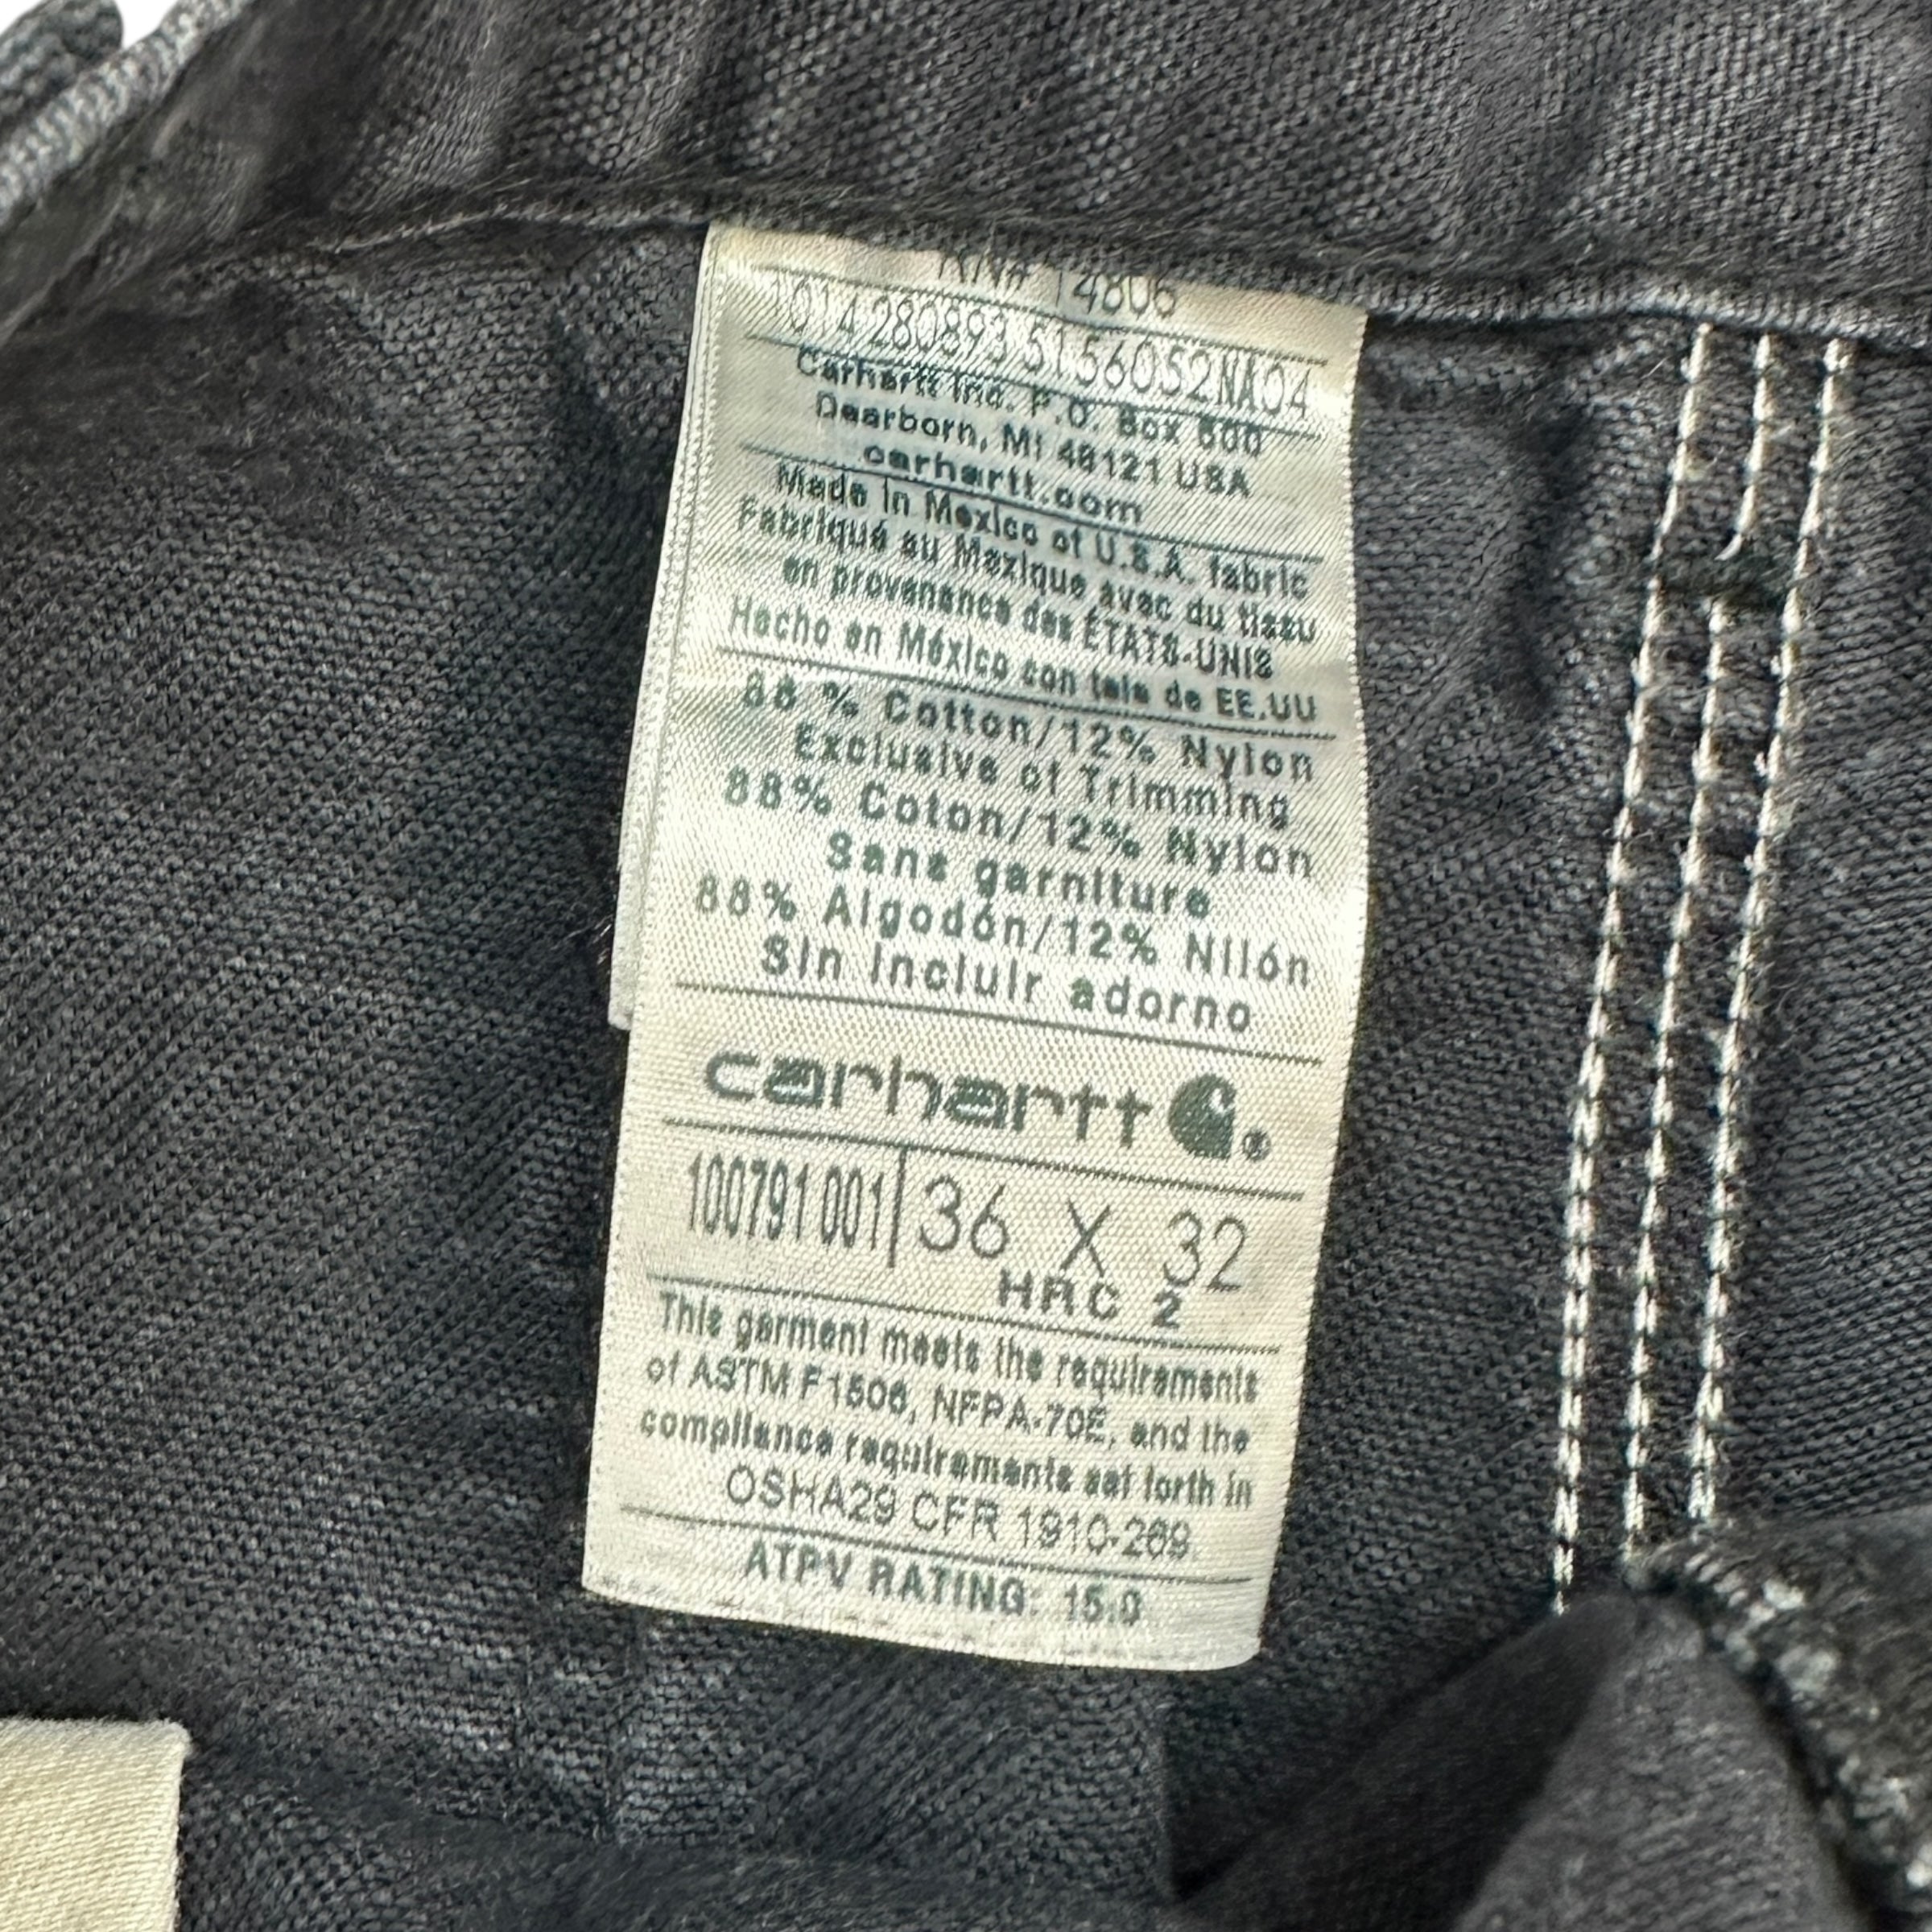 RN# 14806
1014 280893 5156052NA04
Carhartt Inc. P.O. Box 600
Dearborn, MI 48121 USA
carhartt.com
Made in Mexico of U.S.A. fabric
Fabriqué au Mexique avec du tissu
en provenance des ÉTATS-UNIS
Hecho en México con tela de EE.UU
88 % Cotton/12% Nylon
Exclusive of Trimming
88% Coton/12% Nylon
Sans garniture
88% Algodón/12% Nilón
Sin incluir adorno
carhartt ®
100791 001 | 36 X 32
HRC 2
This garment meets the requirements
of ASTM F1506, NFPA-70E, and the
compliance requirements set forth in
OSHA29 CFR 1910-269.
ATPV RATING: 15.0